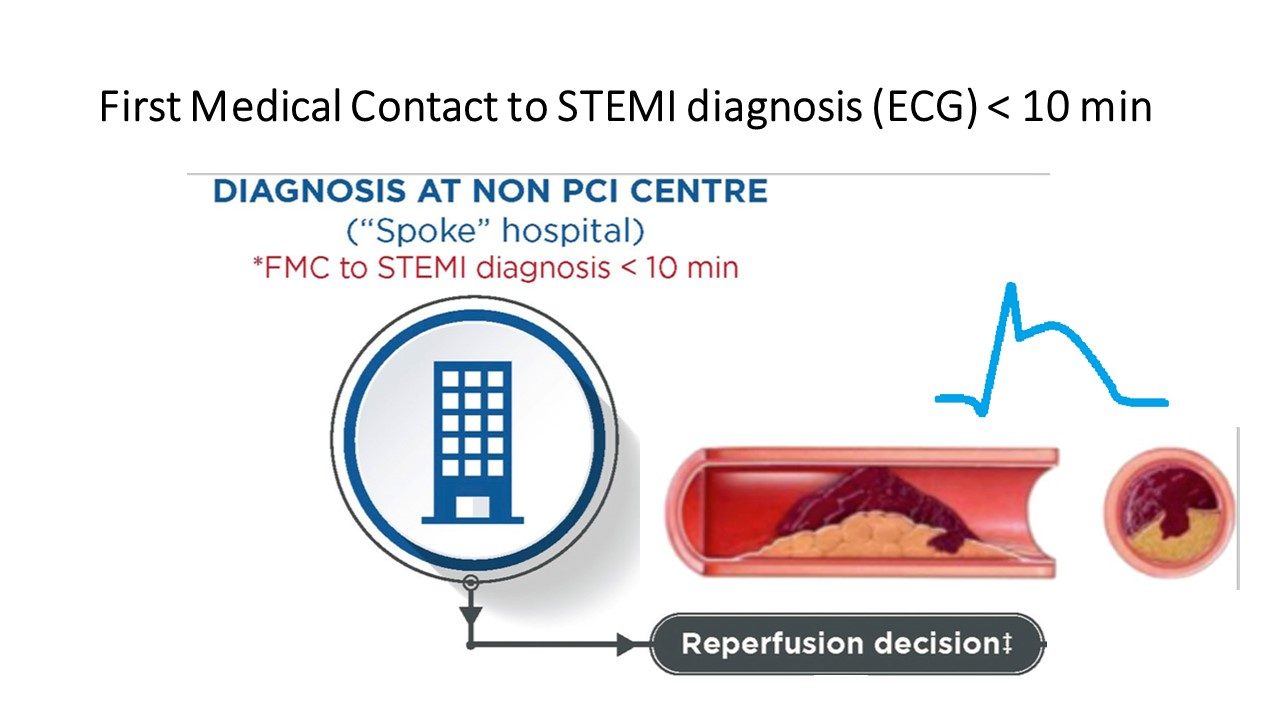 First Medical Contact to STEMI diagnosis (ECG) < 10 min
DIAGNOSIS AT NON PCI CENTRE
(“Spoke” hospital)
*FMC to STEMI diagnosis < 10 min
Reperfusion decision‡